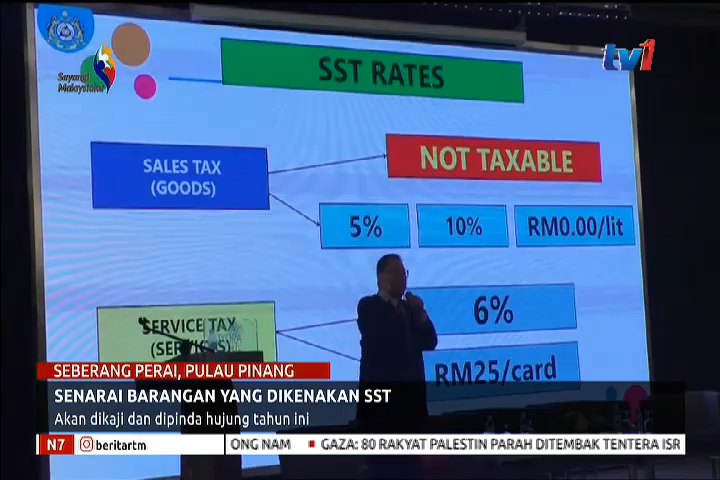 Sayangi
Malaysiaku
tv1
SST RATES
SALES TAX
(GOODS)
NOT TAXABLE
5%
10%
RM0.00/lit
SERVICE TAX
6%
RM25/card
SEBERANG PERAI, PULAU PINANG
SENARAI BARANGAN YANG DIKENAKAN SST
Akan dikaji dan dipinda hujung tahun ini
N7 beritartm ONG NAM ▪ GAZA: 80 RAKYAT PALESTIN PARAH DITEMBAK TENTERA ISR